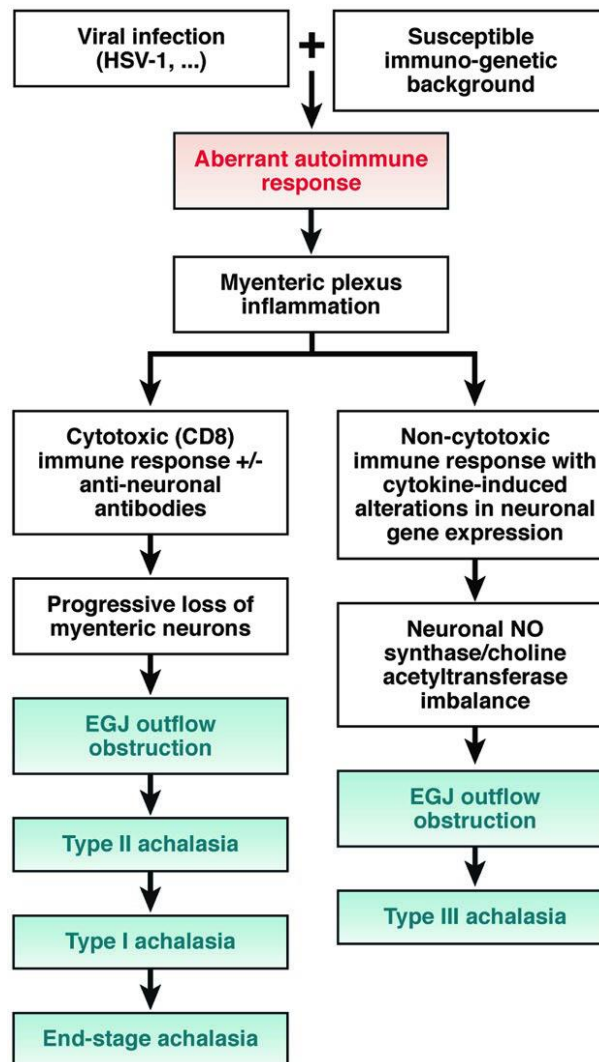 Viral infection
(HSV-1, ...)
+
Susceptible
immuno-genetic
background
Aberrant autoimmune
response
Myenteric plexus
inflammation
Cytotoxic (CD8)
immune response +/-
anti-neuronal
antibodies
Progressive loss of
myenteric neurons
EGJ outflow
obstruction
Type II achalasia
Type I achalasia
End-stage achalasia
Non-cytotoxic
immune response with
cytokine-induced
alterations in neuronal
gene expression
Neuronal NO
synthase/choline
acetyltransferase
imbalance
EGJ outflow
obstruction
Type III achalasia